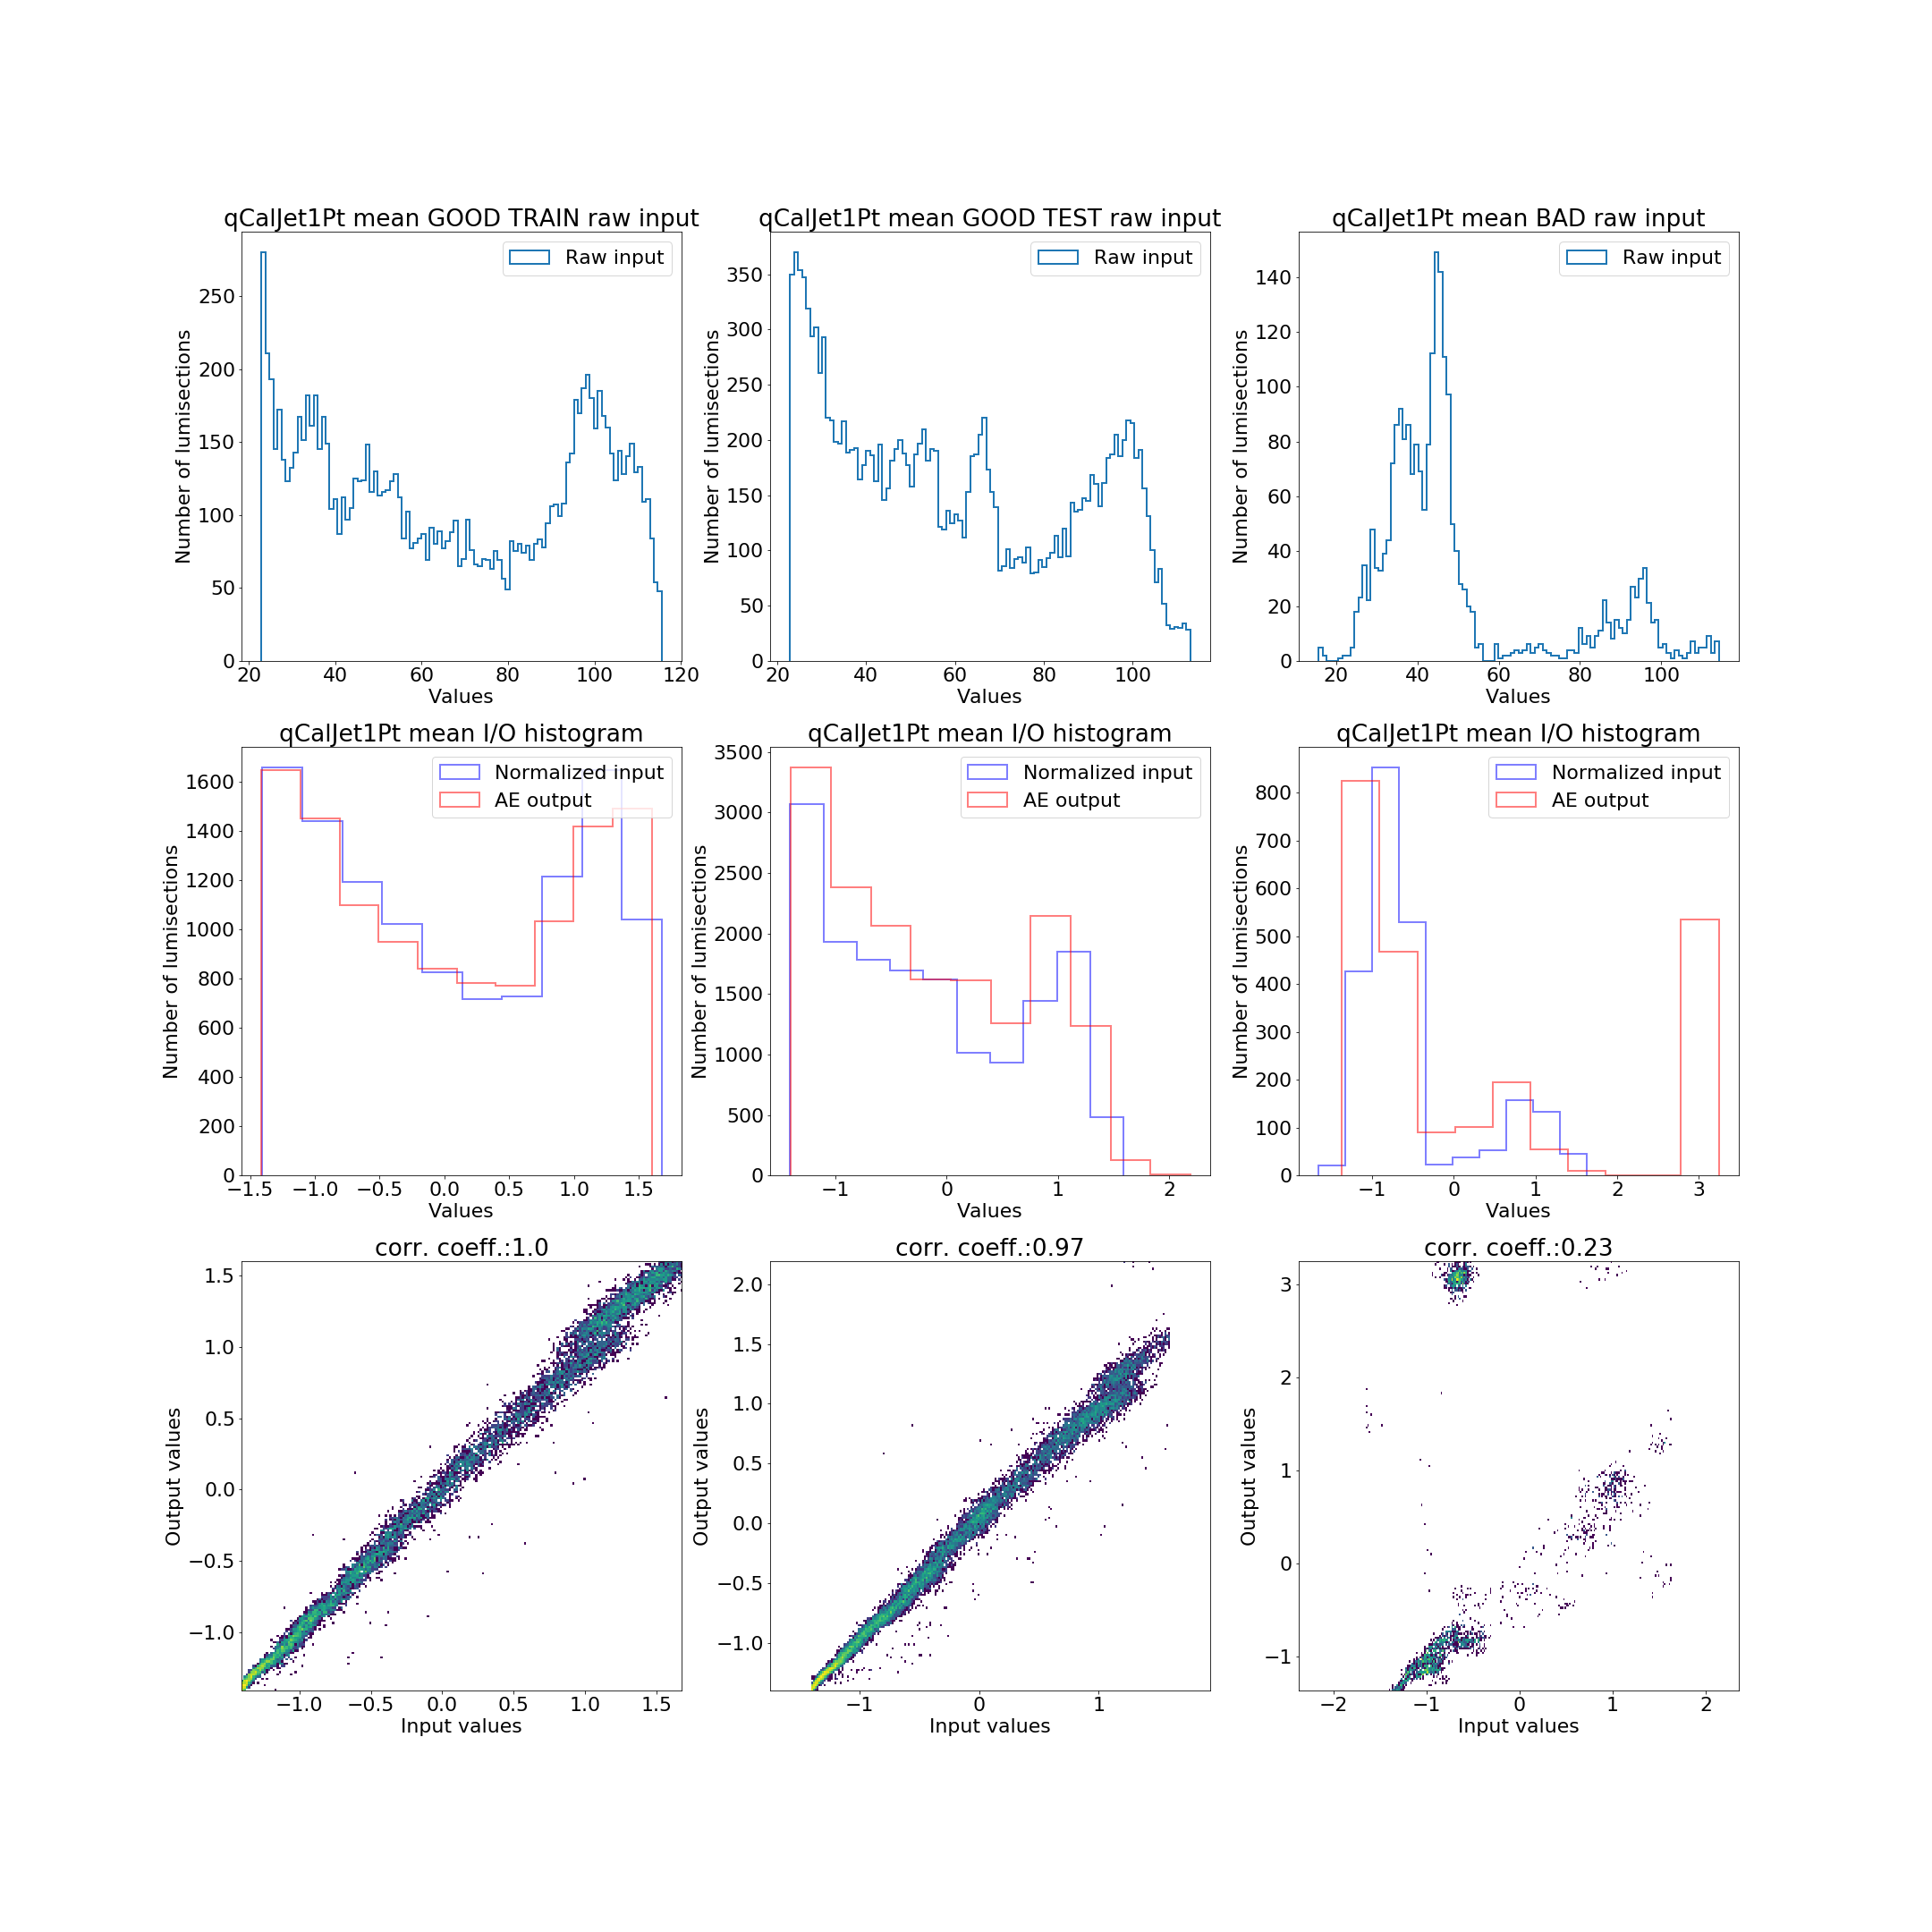 qCalJet1Pt mean GOOD TRAIN raw input
Raw input
Number of lumisections
250
200
150
100
50
0
20 40 60 80 100 120
Values
qCalJet1Pt mean GOOD TEST raw input
Raw input
Number of lumisections
350
300
250
200
150
100
50
0
20 40 60 80 100
Values
qCalJet1Pt mean BAD raw input
Raw input
Number of lumisections
140
120
100
80
60
40
20
0
20 40 60 80 100
Values
qCalJet1Pt mean I/O histogram
Normalized input
AE output
Number of lumisections
1600
1400
1200
1000
800
600
400
200
0
−1.5 −1.0 −0.5 0.0 0.5 1.0 1.5
Values
qCalJet1Pt mean I/O histogram
Normalized input
AE output
Number of lumisections
3500
3000
2500
2000
1500
1000
500
0
−1 0 1 2
Values
qCalJet1Pt mean I/O histogram
Normalized input
AE output
Number of lumisections
800
700
600
500
400
300
200
100
0
−1 0 1 2 3
Values
corr. coeff.:1.0
Output values
1.5
1.0
0.5
0.0
−0.5
−1.0
−1.0 −0.5 0.0 0.5 1.0 1.5
Input values
corr. coeff.:0.97
Output values
2.0
1.5
1.0
0.5
0.0
−0.5
−1.0
−1 0 1
Input values
corr. coeff.:0.23
Output values
3
2
1
0
−1
−2 −1 0 1 2
Input values